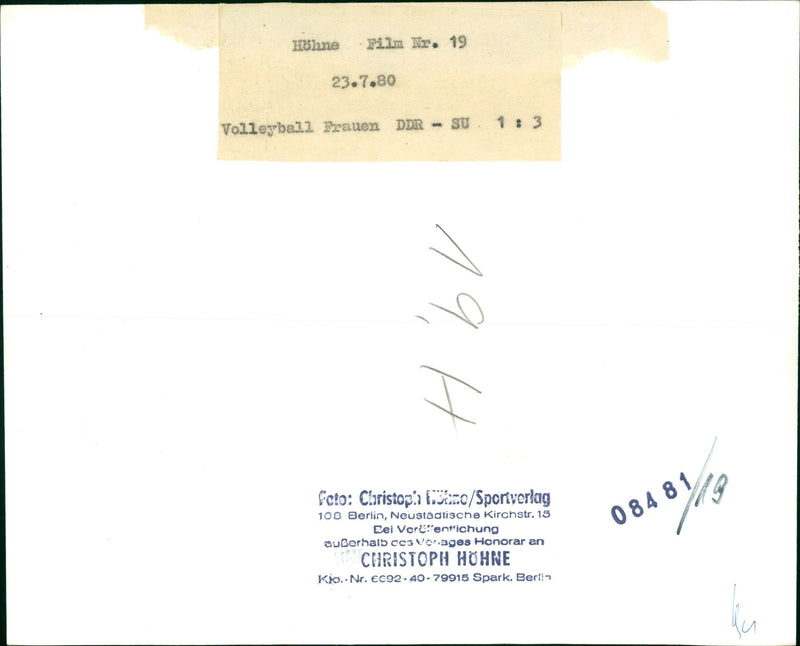 Höhne Film Nr. 19
23.7.80
Volleyball Frauen DDR - SU 1 : 3
19, H
Foto: Christoph Höhne/Sportverlag
108 Berlin, Neustädtische Kirchstr. 15
Bei Veröffentlichung
außerhalb des Verlages Honorar an
CHRISTOPH HÖHNE
Kto.-Nr. 6692-40-79915 Spark. Berlin
08481/19